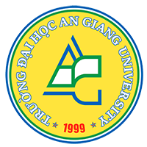 TRƯỜNG ĐẠI HỌC AN GIANG UNIVERSITY
1999